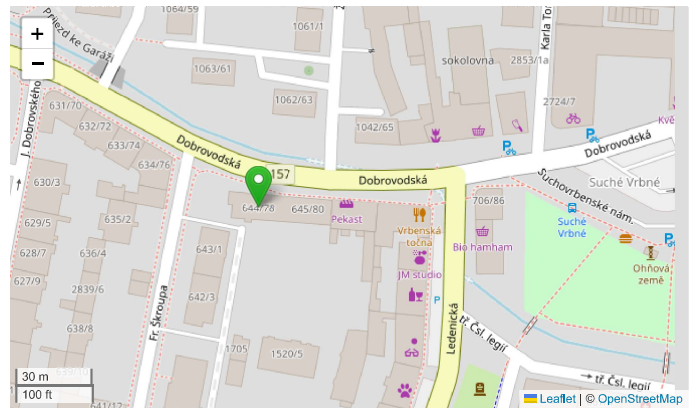 1064/59
1061/1
Příjezd ke Garáží
+
−
1063/61
sokolovna
2853/1a
Karla Tom
1062/63
2724/7
J. Dobrovského
631/70
632/72
1042/65
Kvě
633/74
634/76
Dobrovodská
Dobrovodská
157
Dobrovodská
630/3
Suché Vrbné
Suchovrbenské nám.
629/5
635/2
644/78
645/80
Pekast
706/86
Vrbenská
točna
Suché
Vrbné
628/7
636/4
643/1
Bio hamham
Ohňová
země
627/9
2839/6
642/3
JM studio
638/8
Fr. Škroupa
P
Ledenická
tř. Čsl. legií
1705
1520/5
30 m
100 ft
641/12
→ tř. Čsl. legií
Leaflet | © OpenStreetMap